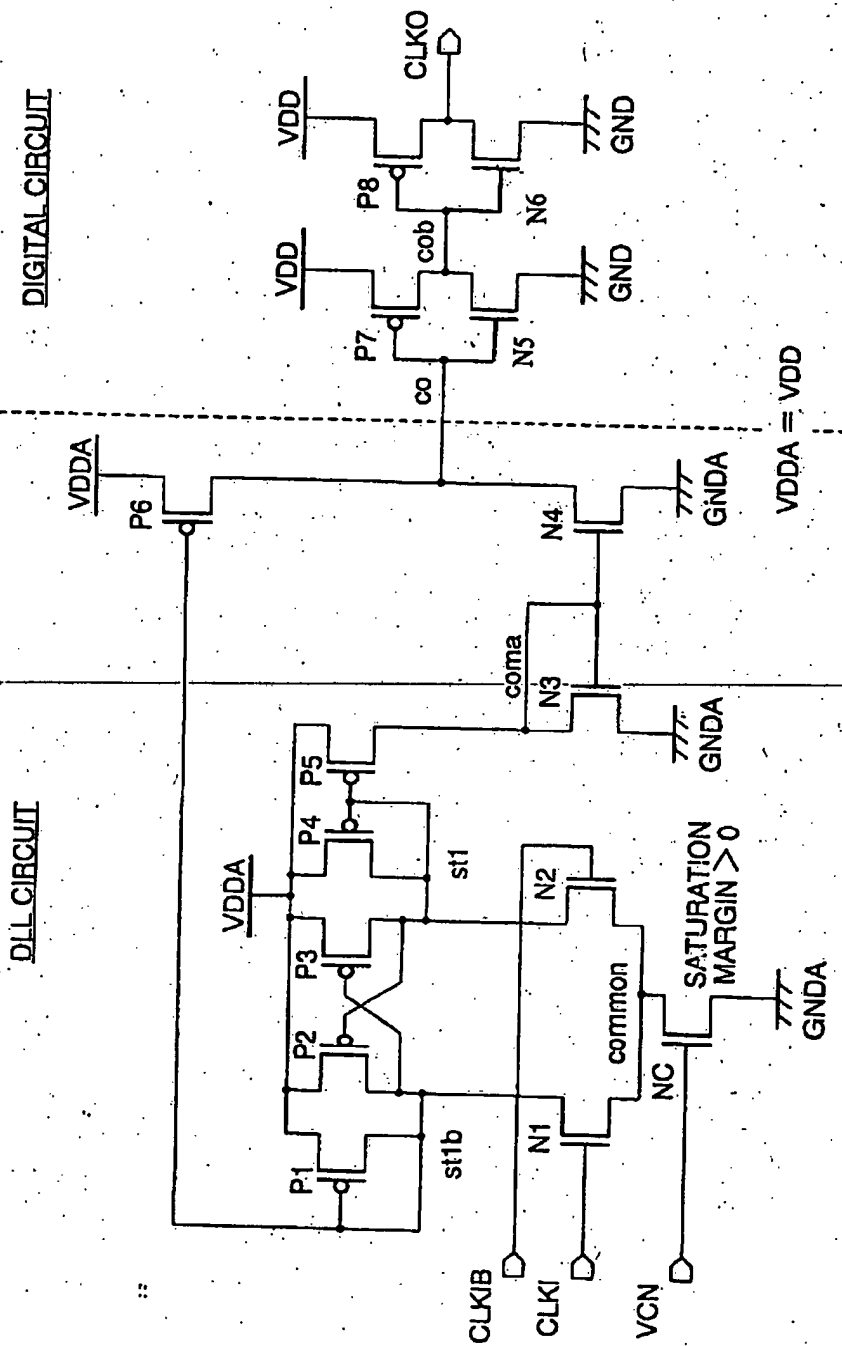 DLL CIRCUIT
DIGITAL CIRCUIT
VDDA
VDDA
VDD
VDD
P1
P2
P3
P4
P5
P6
P7
P8
st1b
st1
coma
co
cob
CLKO
CLKIB
CLKI
VCN
N1
N2
N3
N4
N5
N6
common
NC
SATURATION
MARGIN > 0
GNDA
GNDA
GNDA
GND
GND
VDDA = VDD